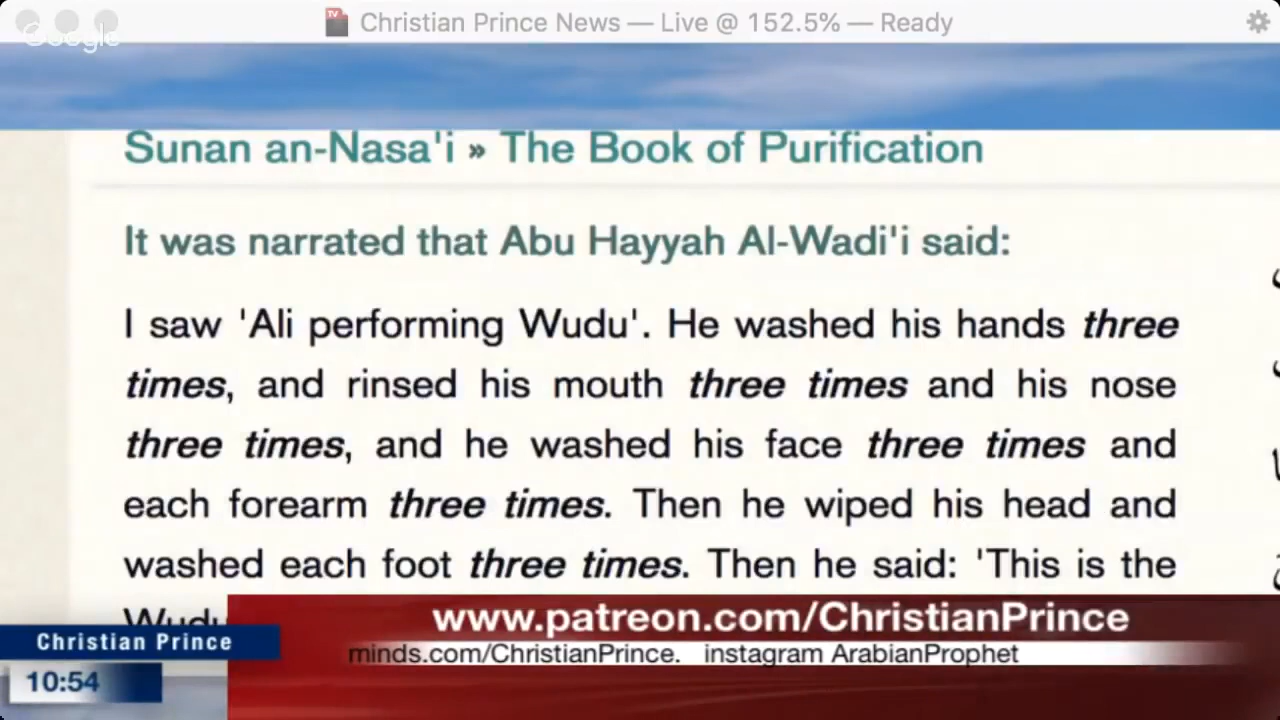 Christian Prince News — Live @ 152.5% — Ready
Google
Sunan an-Nasa'i » The Book of Purification
It was narrated that Abu Hayyah Al-Wadi'i said:
I saw 'Ali performing Wudu'. He washed his hands three
times, and rinsed his mouth three times and his nose
three times, and he washed his face three times and
each forearm three times. Then he wiped his head and
washed each foot three times. Then he said: 'This is the
Wudu
www.patreon.com/ChristianPrince
Christian Prince
minds.com/ChristianPrince. instagram ArabianProphet
10:54